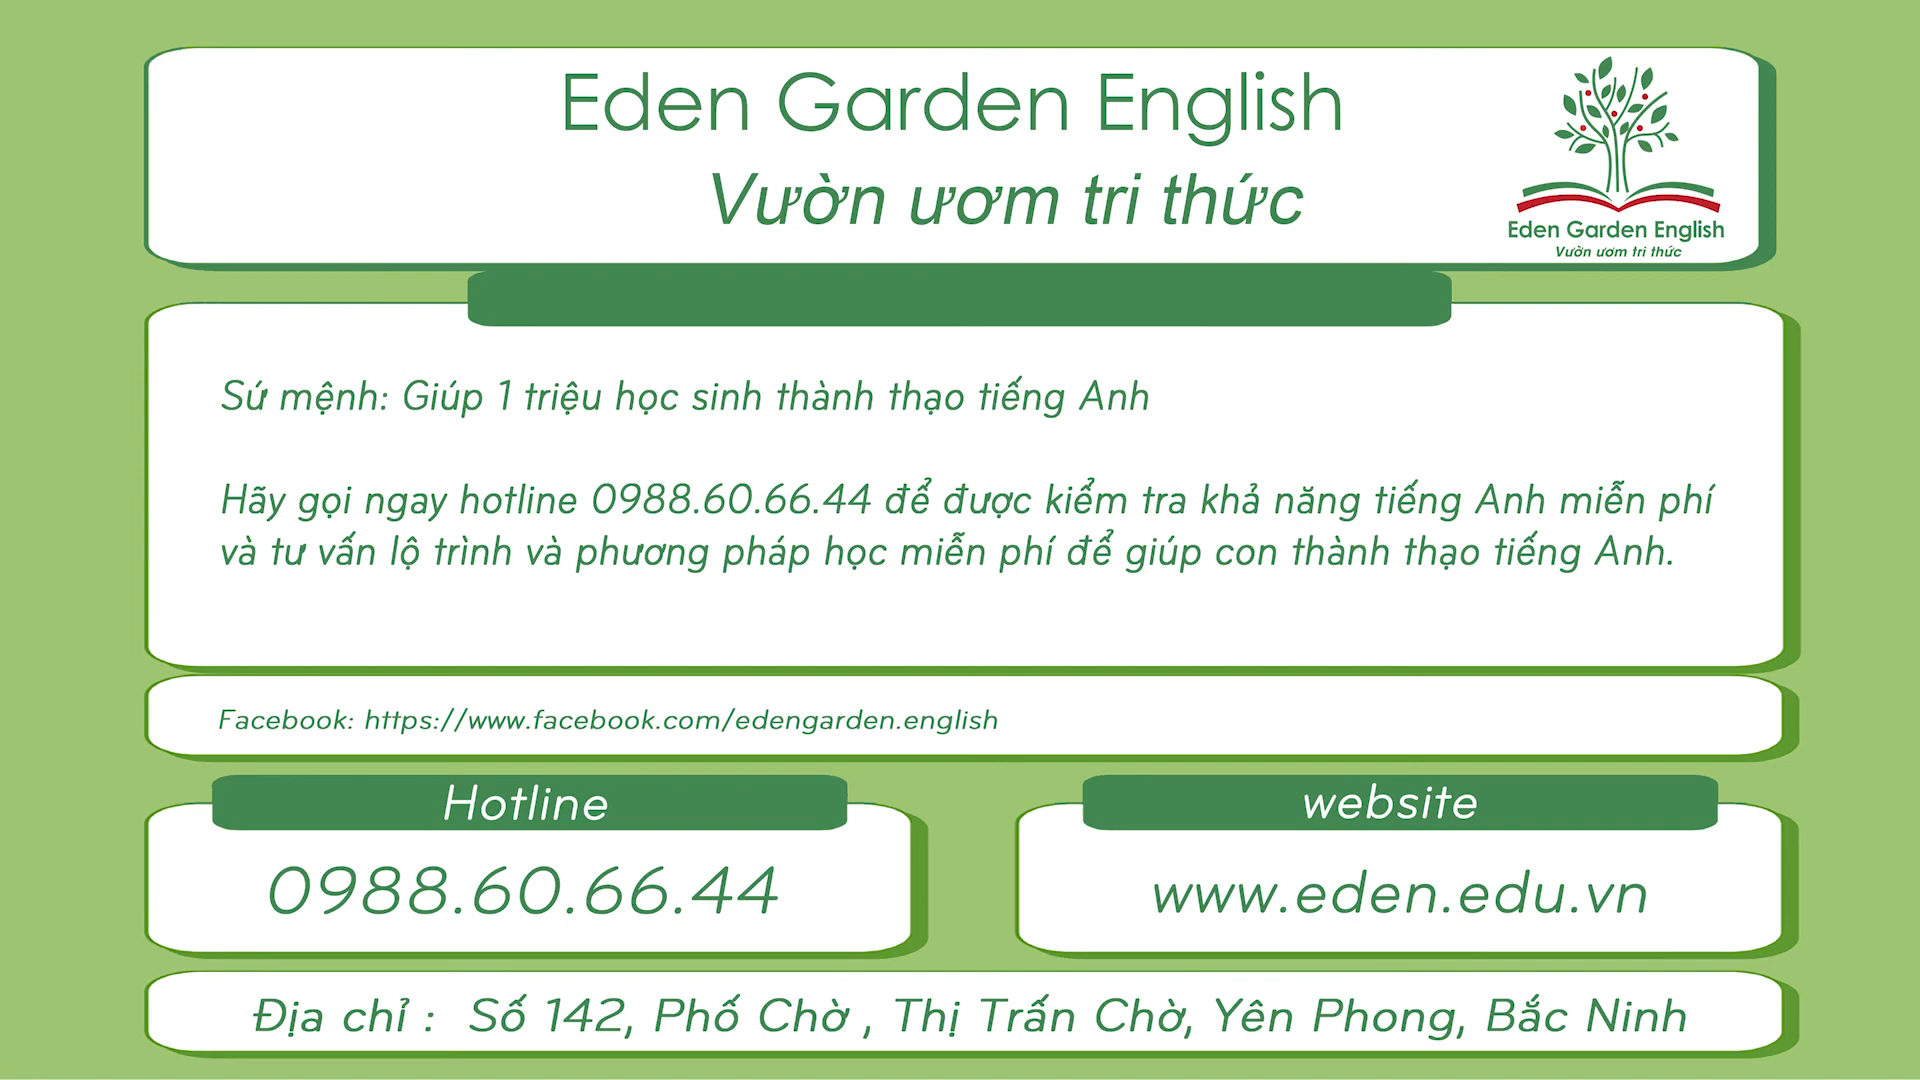 Eden Garden English
Vườn ươm tri thức
Eden Garden English
Vườn ươm tri thức
Sứ mệnh: Giúp 1 triệu học sinh thành thạo tiếng Anh
Hãy gọi ngay hotline 0988.60.66.44 để được kiểm tra khả năng tiếng Anh miễn phí
và tư vấn lộ trình và phương pháp học miễn phí để giúp con thành thạo tiếng Anh.
Facebook: https://www.facebook.com/edengarden.english
Hotline
0988.60.66.44
website
www.eden.edu.vn
Địa chỉ : Số 142, Phố Chờ , Thị Trấn Chờ, Yên Phong, Bắc Ninh